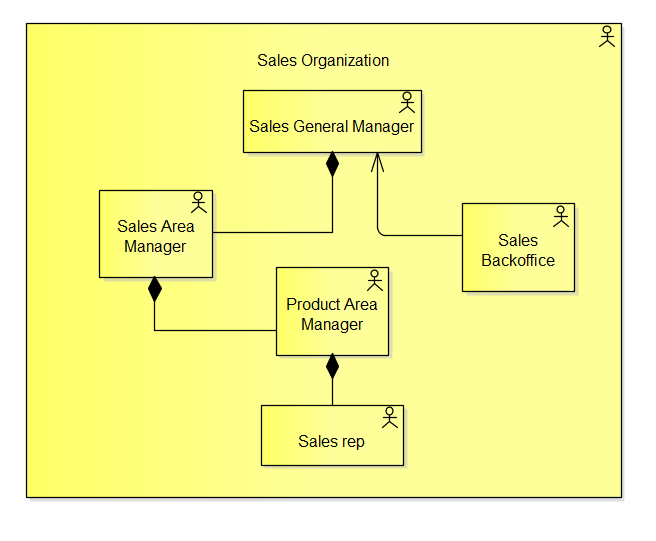 Sales Organization
Sales General Manager
Sales Area
Manager
Sales
Backoffice
Product Area
Manager
Sales rep